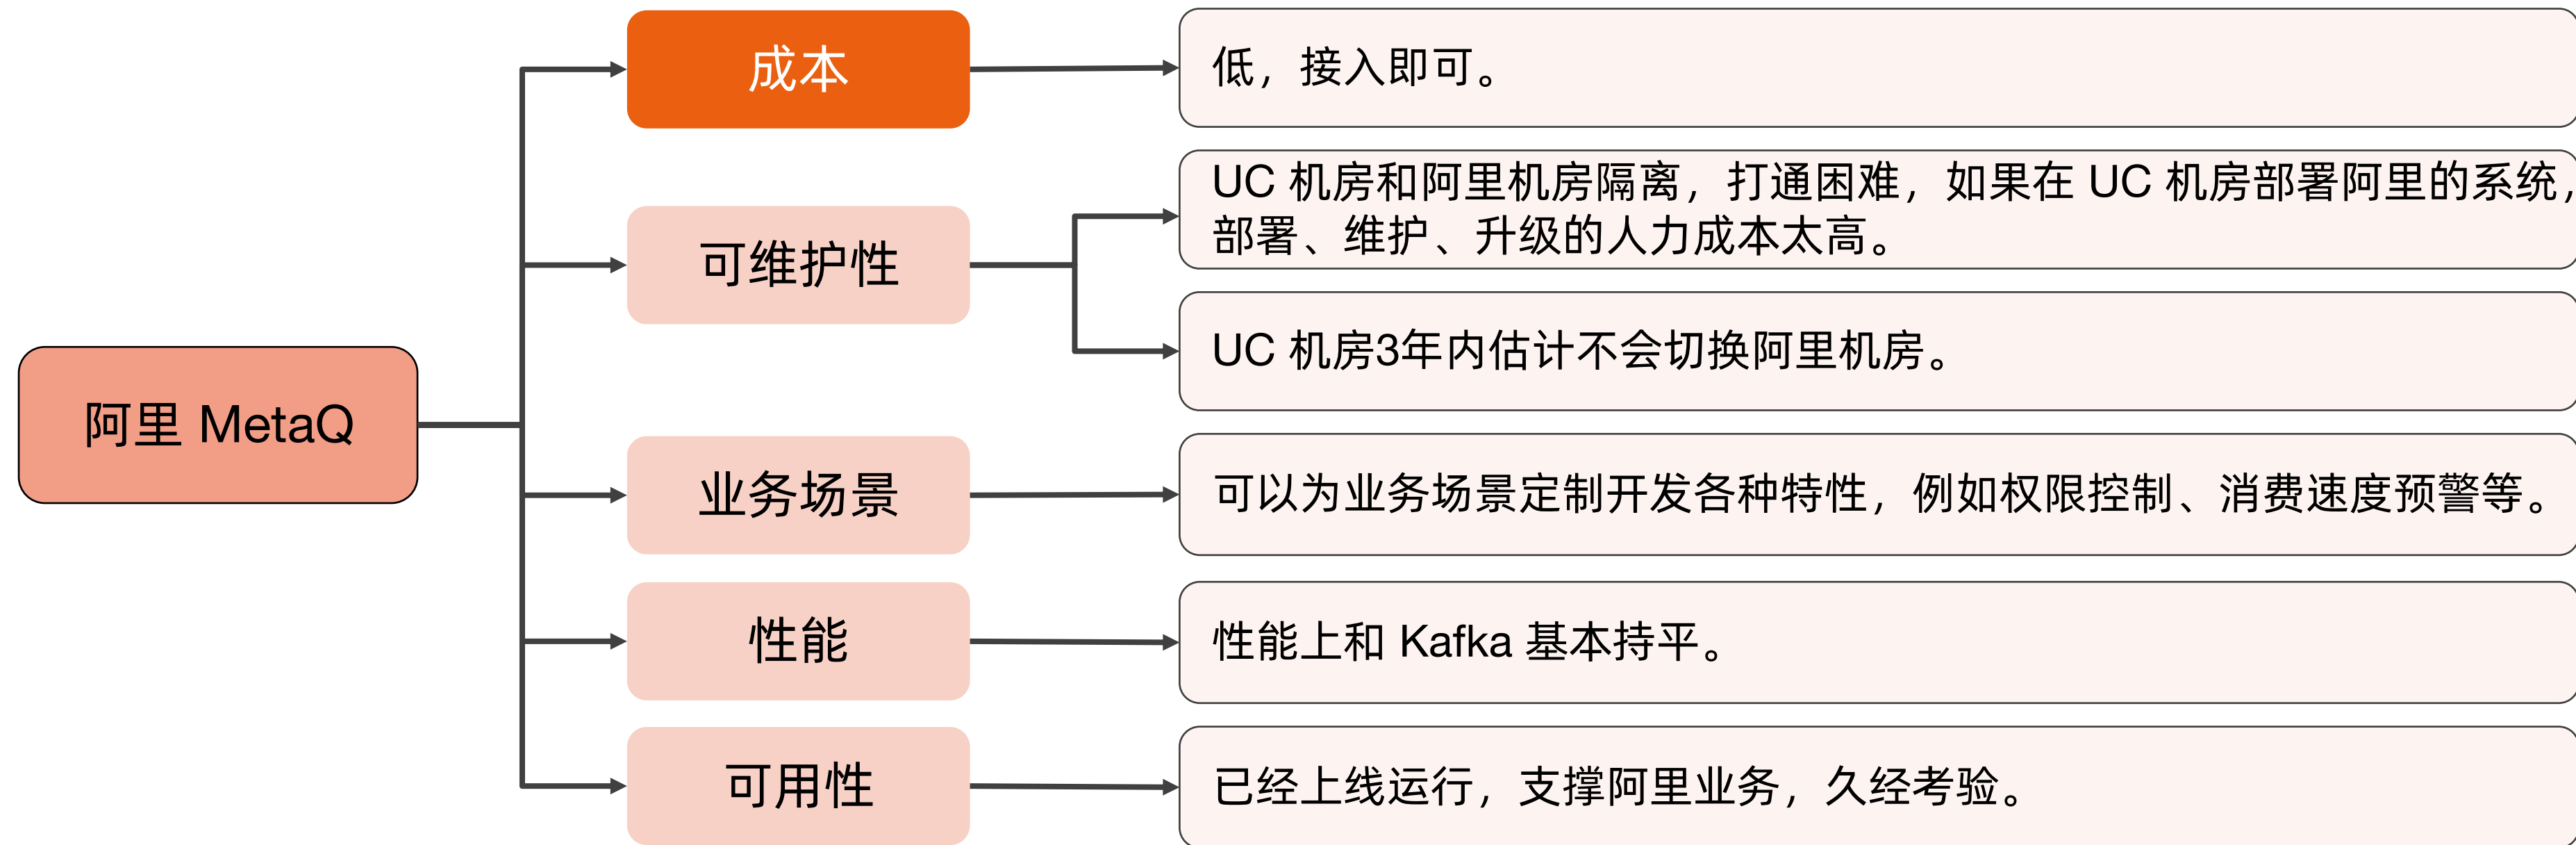 阿里 MetaQ
成本
低，接入即可。
可维护性
UC 机房和阿里机房隔离，打通困难，如果在 UC 机房部署阿里的系统，
部署、维护、升级的人力成本太高。
UC 机房3年内估计不会切换阿里机房。
业务场景
可以为业务场景定制开发各种特性，例如权限控制、消费速度预警等。
性能
性能上和 Kafka 基本持平。
可用性
已经上线运行，支撑阿里业务，久经考验。